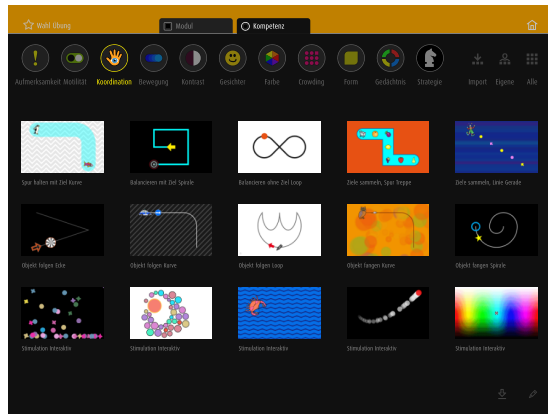 Wahl Übung
Modul
Kompetenz
Aufmerksamkeit Motilität Koordination Bewegung Kontrast Gesichter Farbe Crowding Form Gedächtnis Strategie Import Eigene Alle
Spur halten mit Ziel Kurve
Balancieren mit Ziel Spirale
Balancieren ohne Ziel Loop
Ziele sammeln, Spur Treppe
Ziele sammeln, Linie Gerade
Objekt folgen Ecke
Objekt folgen Kurve
Objekt folgen Loop
Objekt fangen Kurve
Objekt fangen Spirale
Stimulation Interaktiv
Stimulation Interaktiv
Stimulation Interaktiv
Stimulation Interaktiv
Stimulation Interaktiv